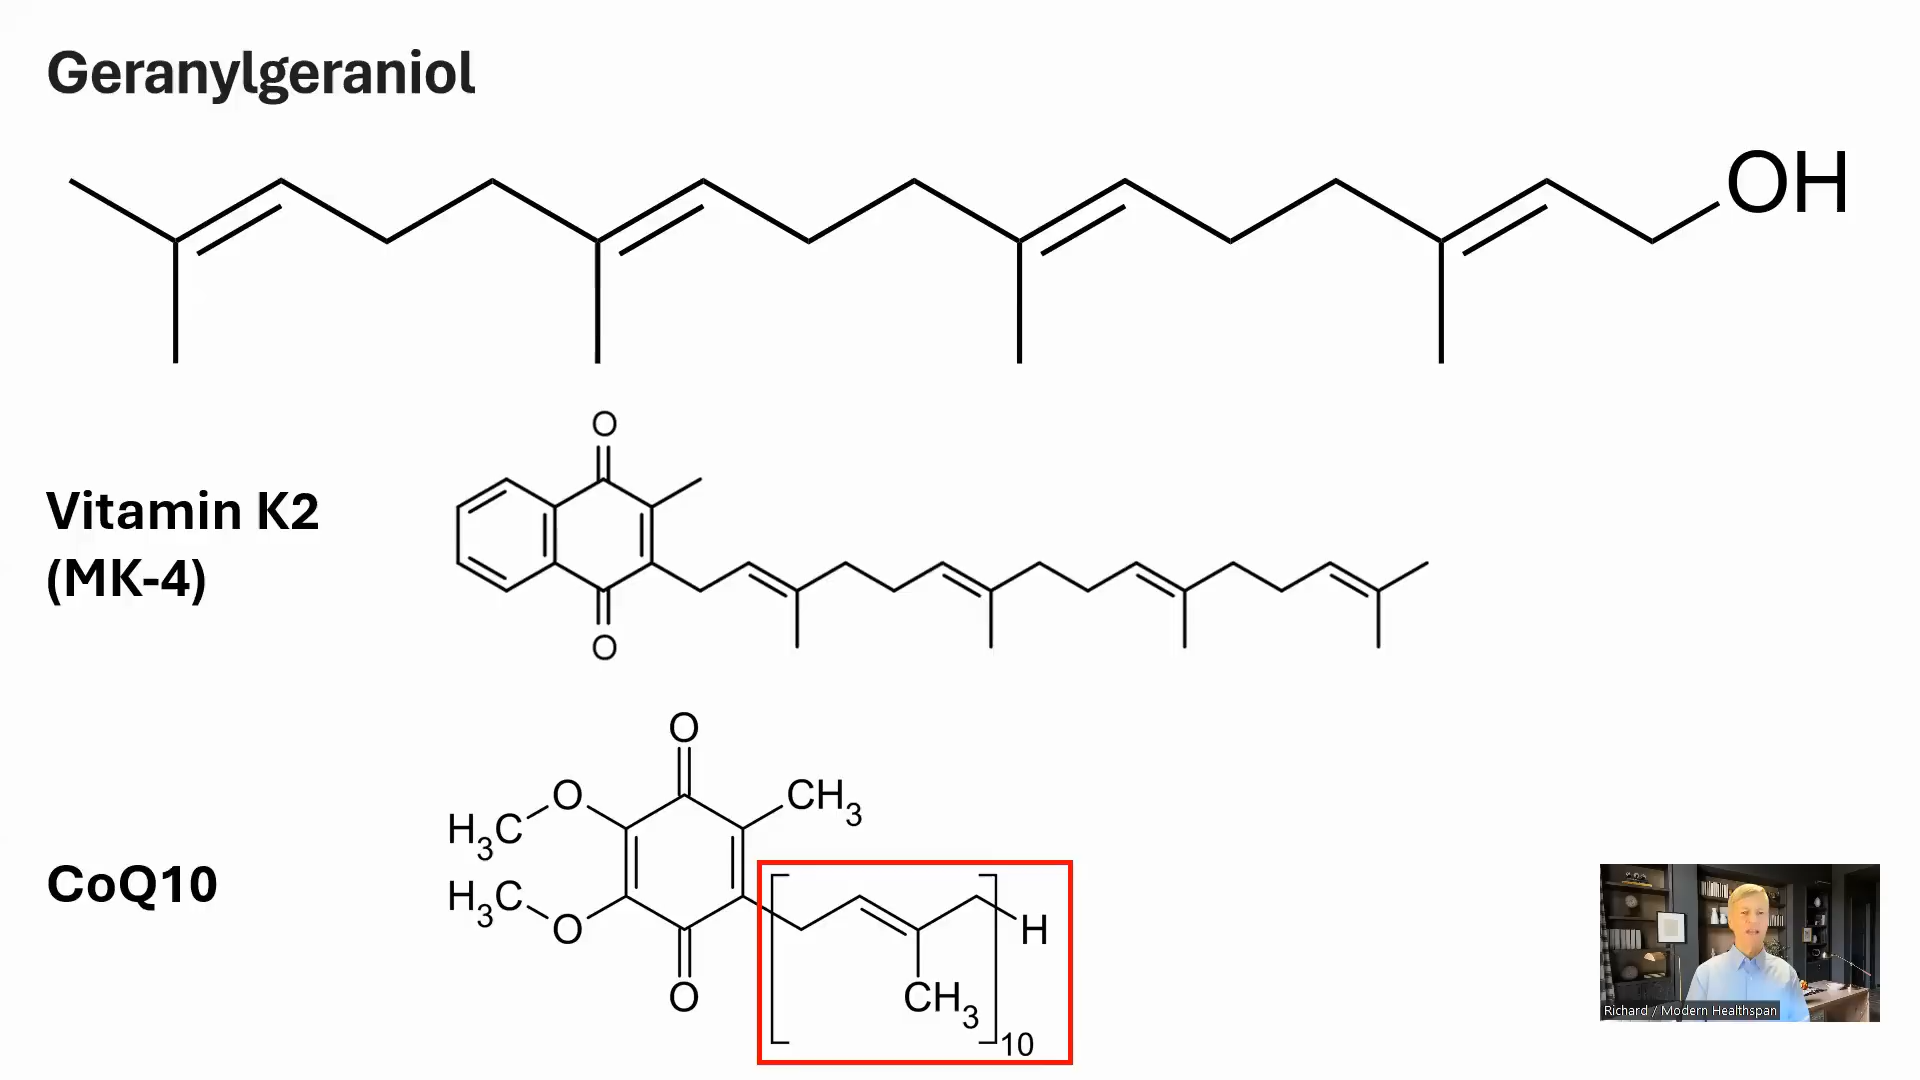 Geranylgeraniol
OH
O
Vitamin K2
(MK-4)
O
O
O
CH3
H3C
CoQ10
H3C
O
H
O
CH3
10
Richard / Modern Healthspan